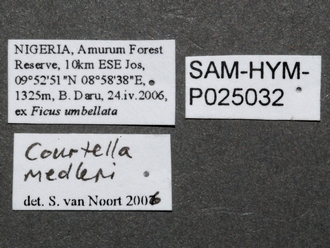 NIGERIA, Amurum Forest
Reserve, 10km ESE Jos,
09°52'51"N 08°58'38"E,
1325m, B. Daru, 24.iv.2006,
ex Ficus umbellata
SAM-HYM-
P025032
Courtella
medleri
det. S. van Noort 2006